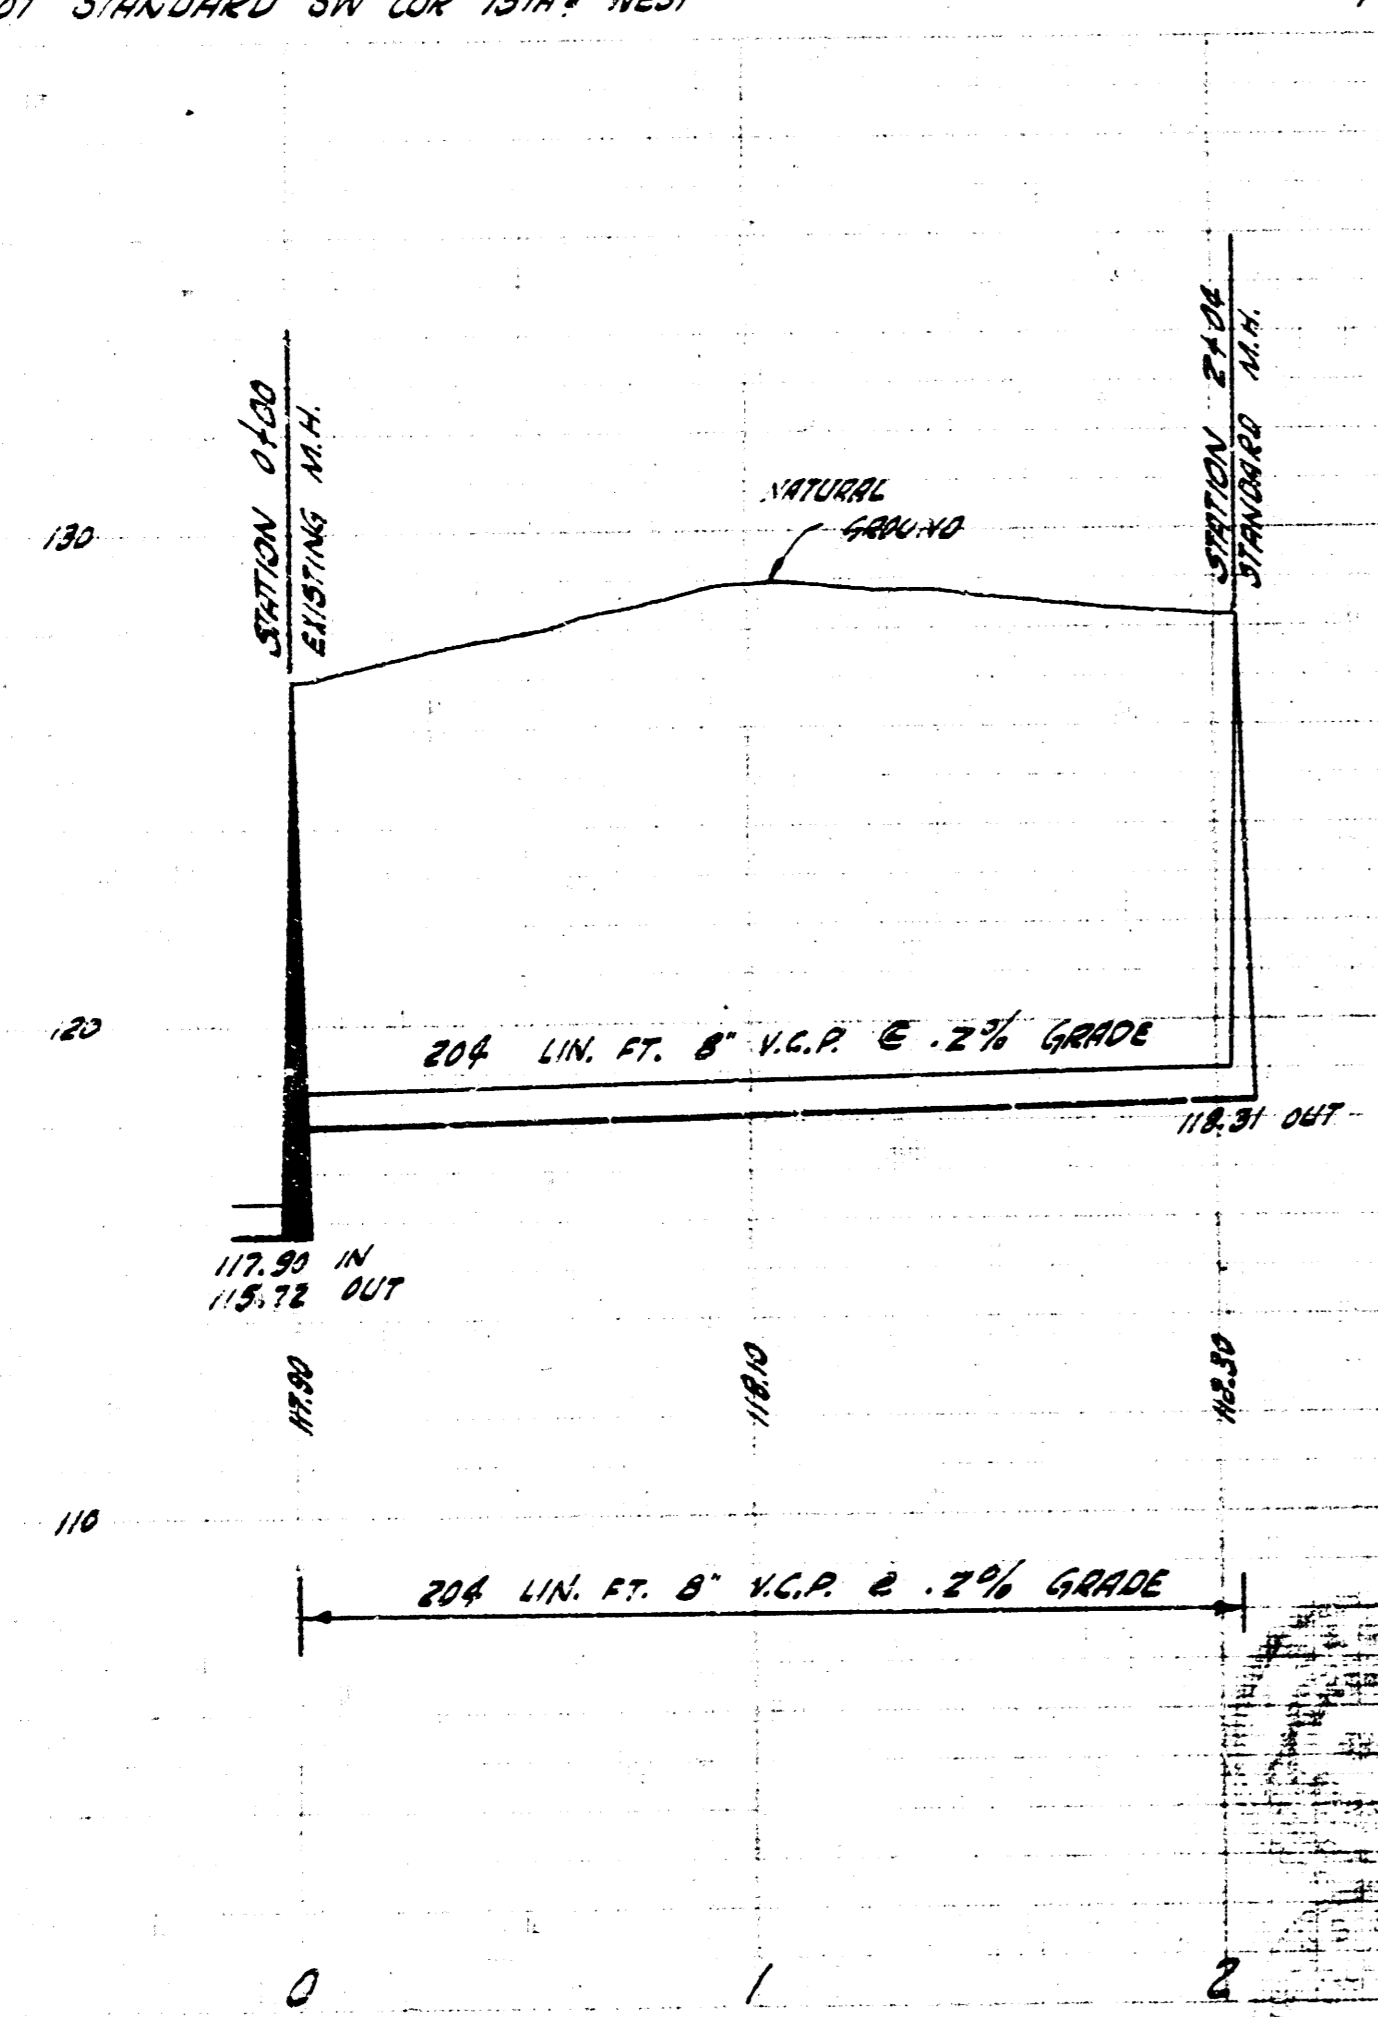 STANDARD SW COR 15TH & WEST
STATION 0+00
EXISTING M.H.
STATION 2+04
STANDARD M.H.
NATURAL
GROUND
130
120
204 LIN. FT. 8" V.C.P. @ .2% GRADE
118.31 OUT
117.90 IN
115.72 OUT
117.90
118.10
118.30
110
204 LIN. FT. 8" V.C.P. @ .2% GRADE
0 1 2